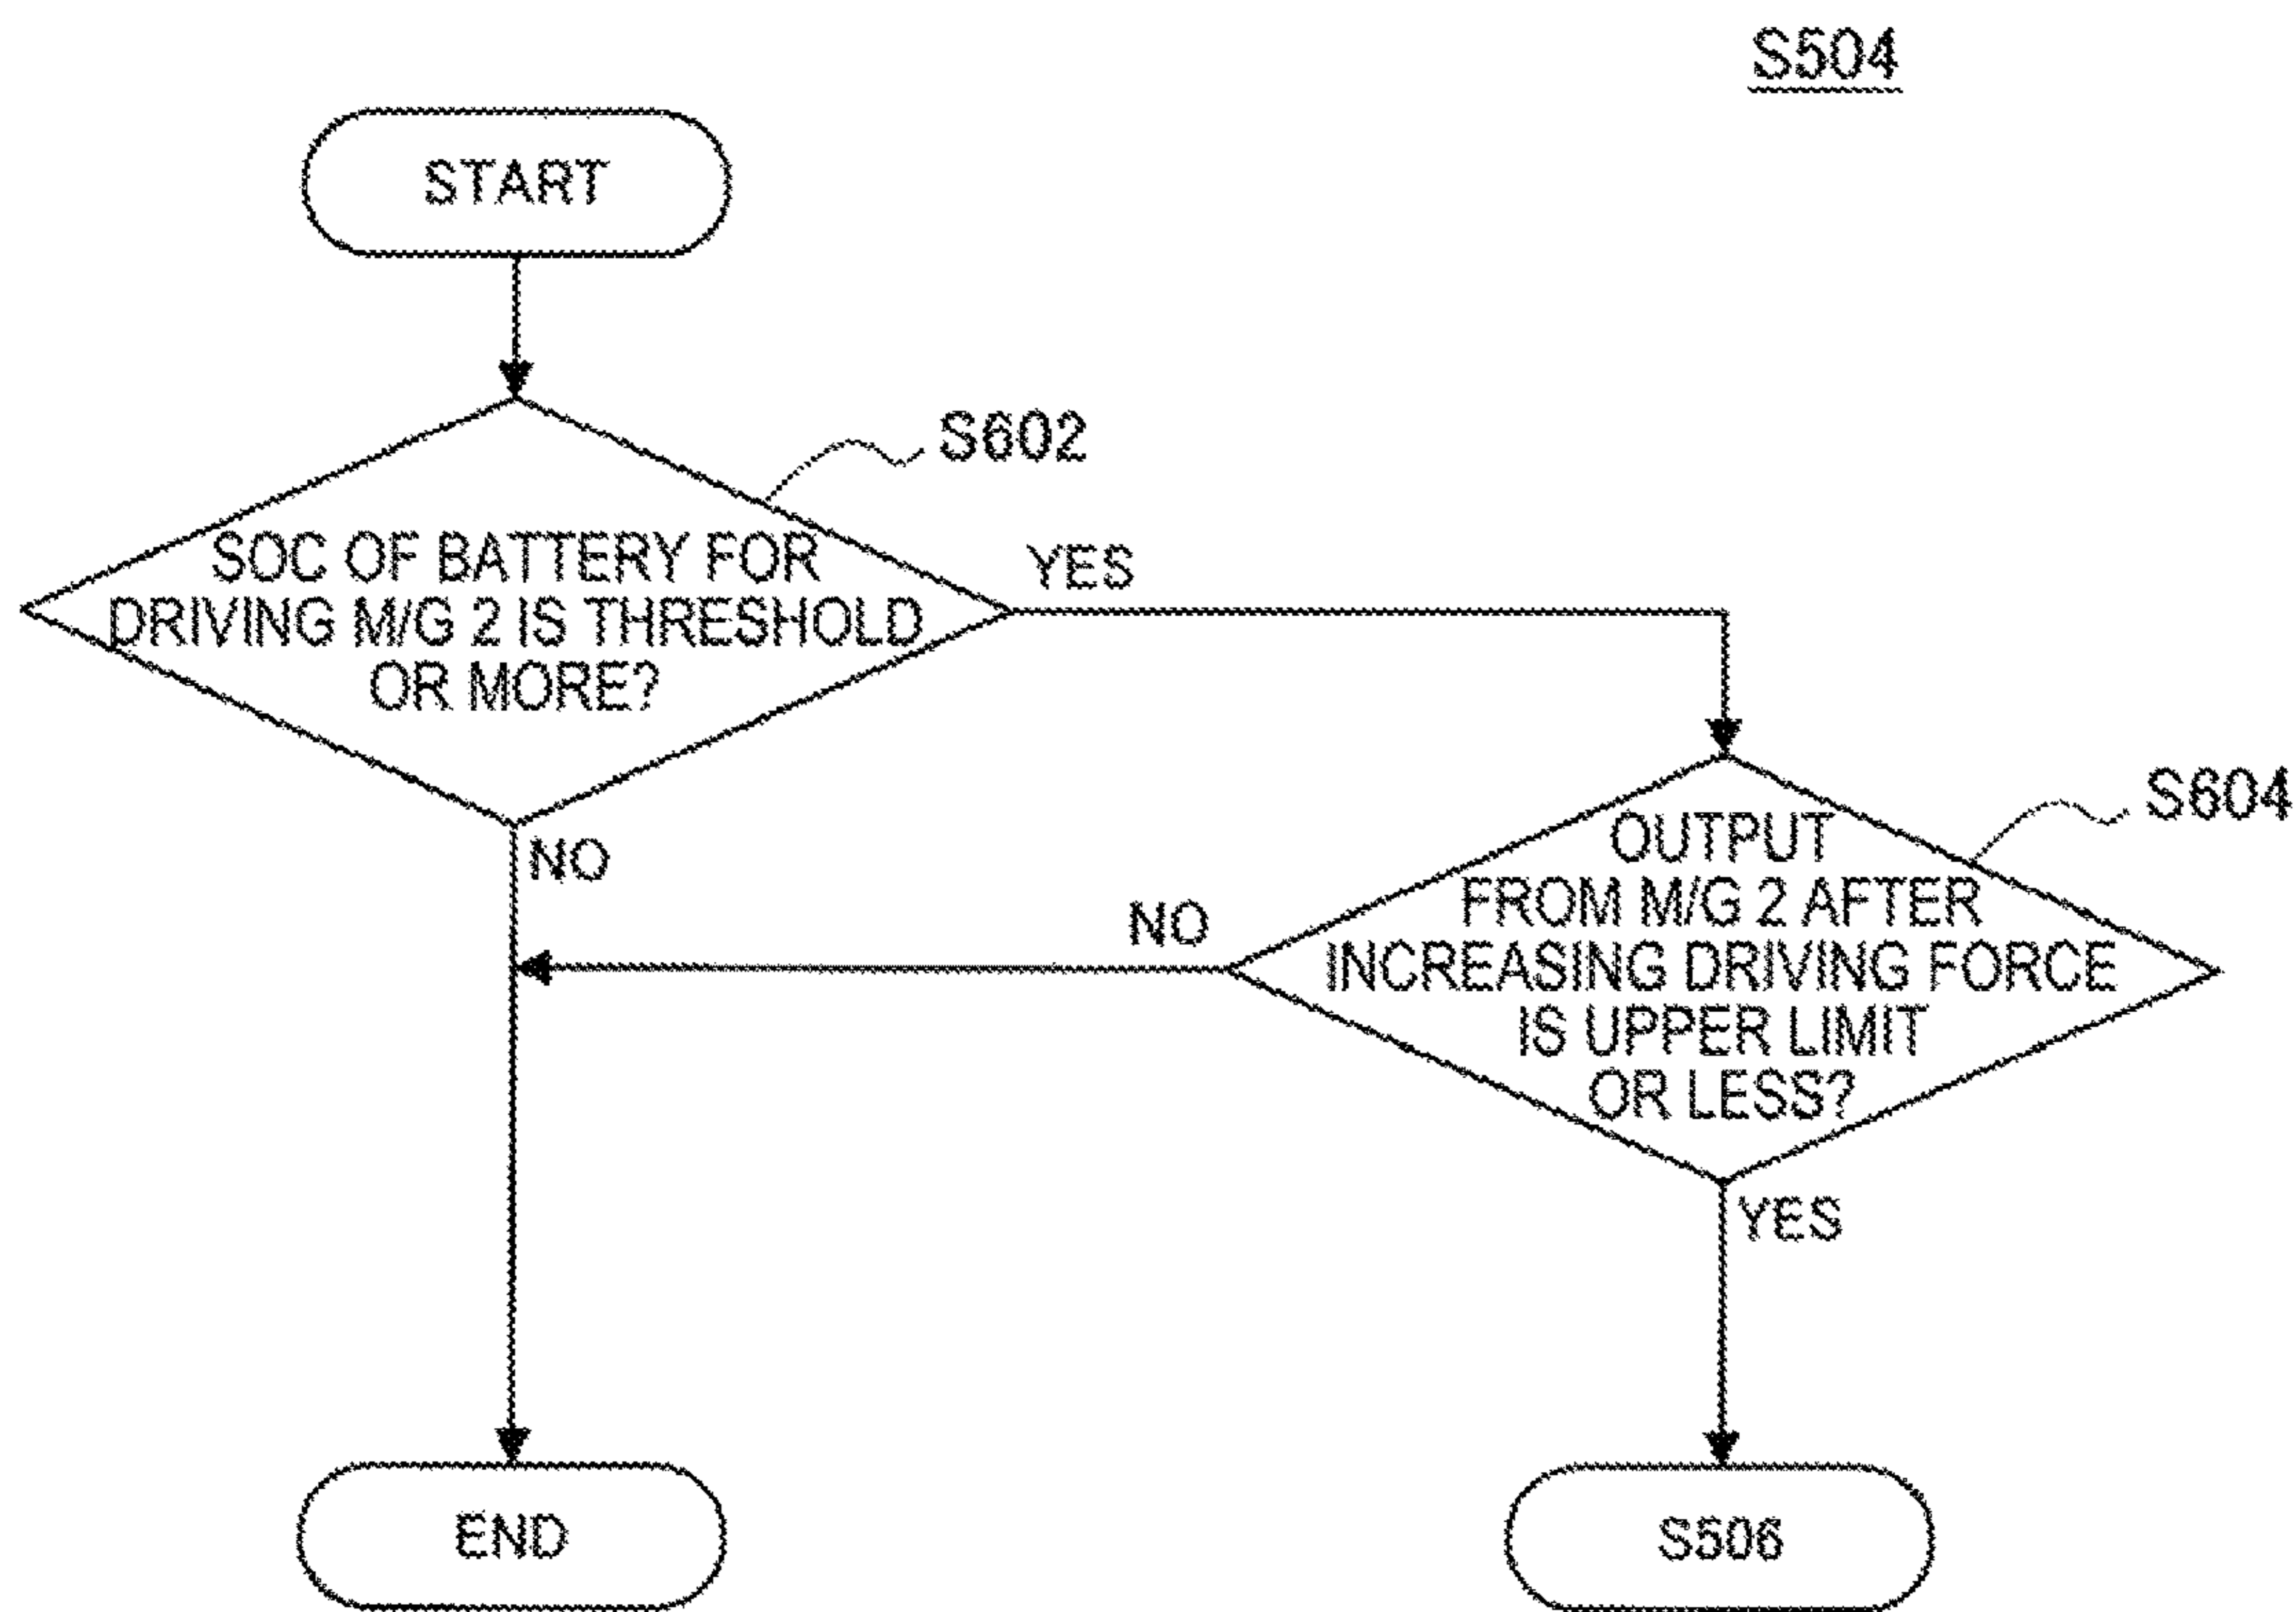 S504
START
S602
SOC OF BATTERY FOR
DRIVING M/G 2 IS THRESHOLD
OR MORE?
YES
NO
S604
OUTPUT
FROM M/G 2 AFTER
INCREASING DRIVING FORCE
IS UPPER LIMIT
OR LESS?
NO
YES
END
S506